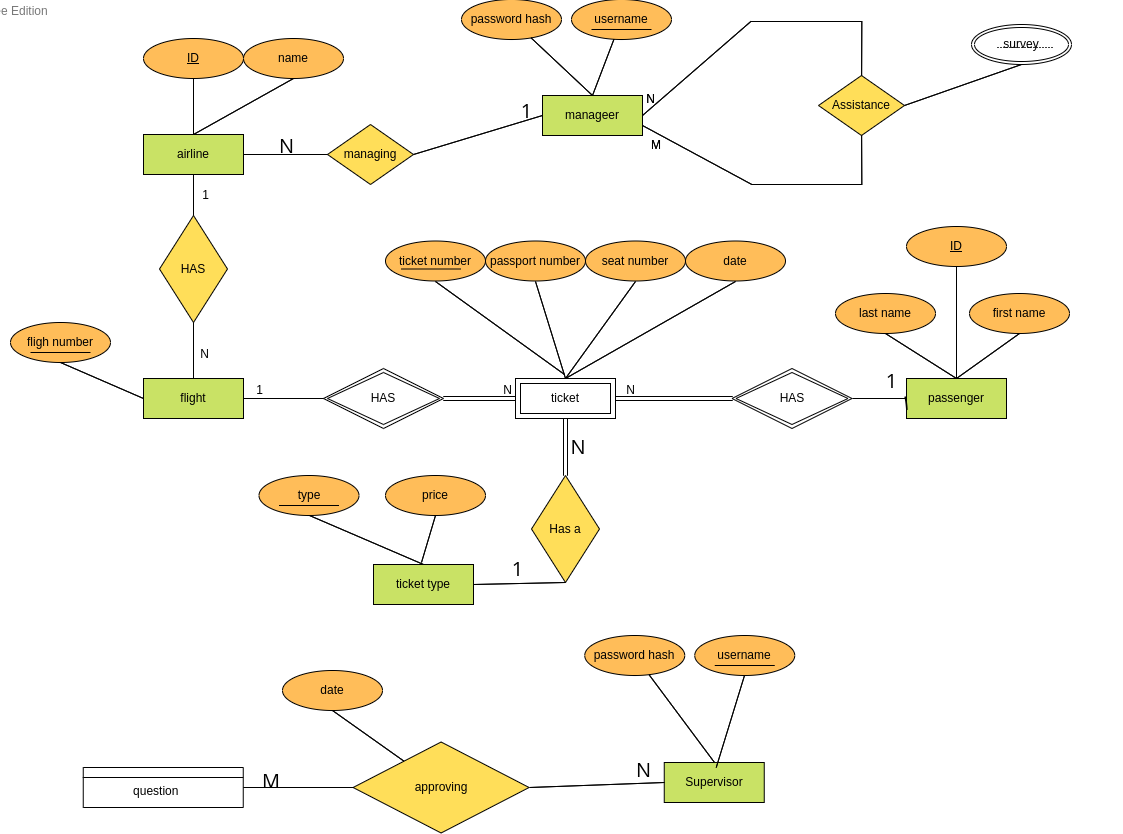 e Edition
password hash
username
survey
ID
name
Assistance
N
1
manageer
N
M
airline
managing
1
HAS
ticket number
passport number
seat number
date
ID
last name
first name
fligh number
N
flight
1
HAS
N
ticket
N
HAS
1
passenger
N
type
price
Has a
1
ticket type
password hash
username
date
question
M
approving
N
Supervisor